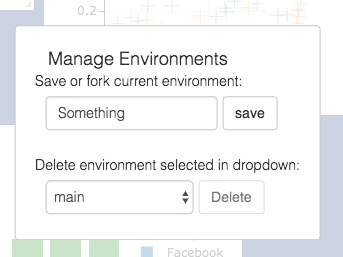 0.2
Manage Environments
Save or fork current environment:
Something save
Delete environment selected in dropdown:
main Delete
Facebook